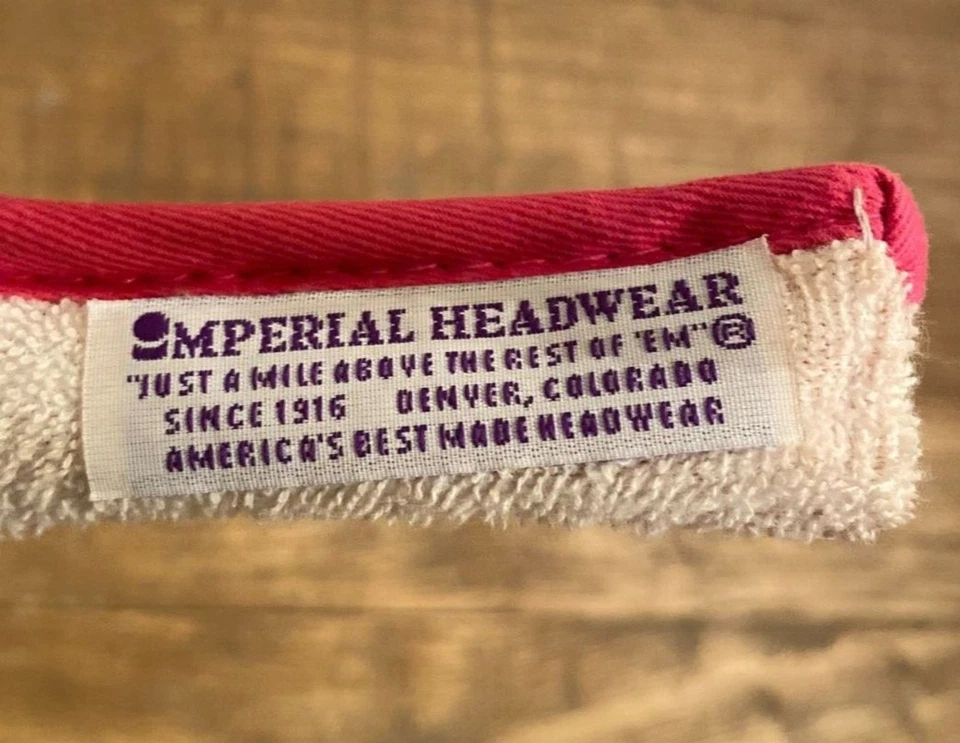 IMPERIAL HEADWEAR
"JUST A MILE ABOVE THE REST OF 'EM"®
SINCE 1916 DENVER, COLORADO
AMERICA'S BEST MADE HEADWEAR